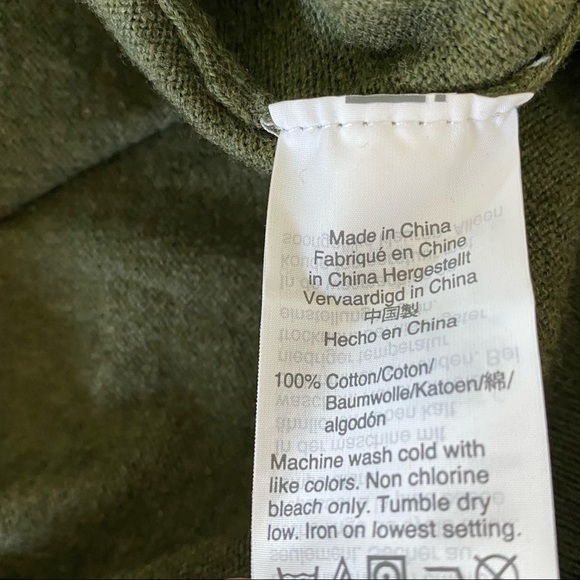 Made in China
Fabriqué en Chine
in China Hergestellt
Vervaardigd in China
中国製
Hecho en China
100% Cotton/Coton/
Baumwolle/Katoen/綿/
algodón
Machine wash cold with
like colors. Non chlorine
bleach only. Tumble dry
low. Iron on lowest setting.